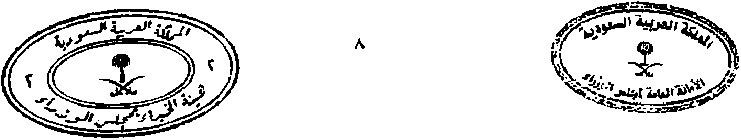 المملكة العربية السعودية
٢ ٢
هيئة الخبراء بمجلس الوزراء
٨
المملكة العربية السعودية
الأمانة العامة لمجلس الوزراء